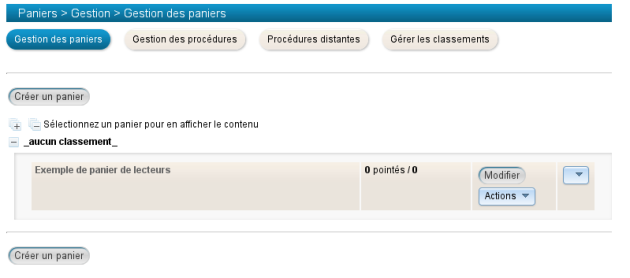 Paniers > Gestion > Gestion des paniers
Gestion des paniers Gestion des procédures Procédures distantes Gérer les classements
Créer un panier
Sélectionnez un panier pour en afficher le contenu
_aucun classement_
Exemple de panier de lecteurs 0 pointés / 0 Modifier
Actions
Créer un panier